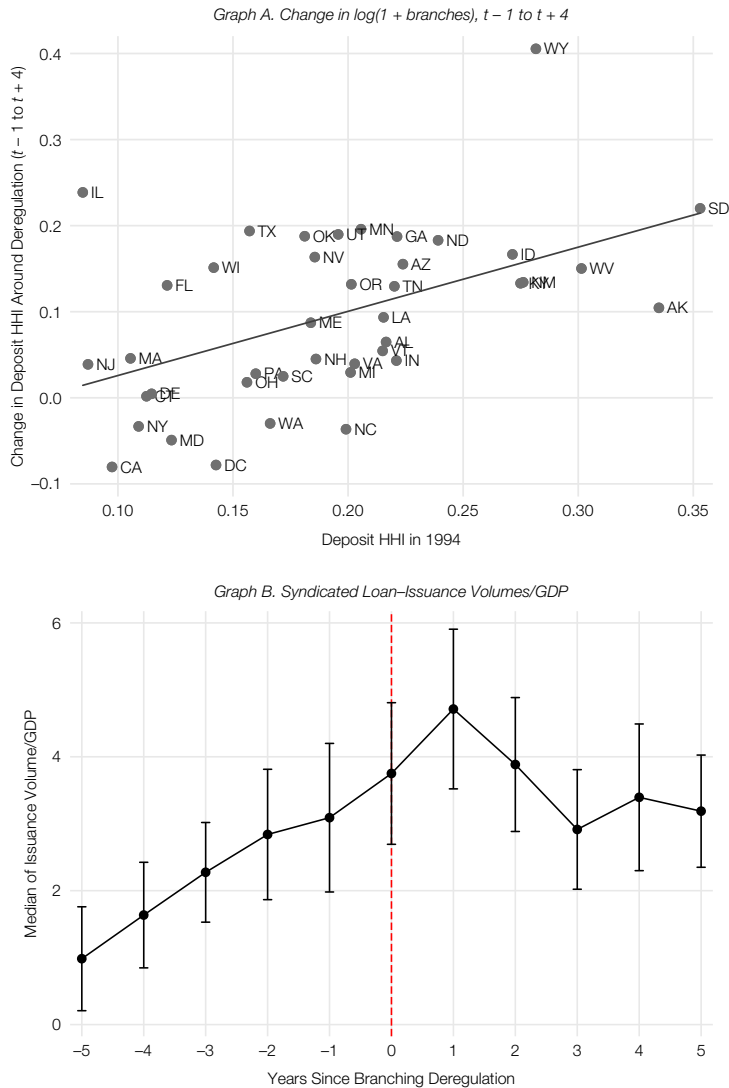 Graph A. Change in log(1 + branches), t – 1 to t + 4
Change in Deposit HHI Around Deregulation (t – 1 to t + 4)
0.4
0.3
0.2
0.1
0.0
–0.1
WY
IL
SD
TX
OK
UT
MN
GA
ND
NV
AZ
ID
WI
WV
FL
OR
TN
KY
NM
AK
ME
LA
AL
VT
NJ
MA
NH
VA
IN
PA
SC
MI
OH
DE
CT
NY
WA
NC
MD
CA
DC
0.10
0.15
0.20
0.25
0.30
0.35
Deposit HHI in 1994
Graph B. Syndicated Loan–Issuance Volumes/GDP
Median of Issuance Volume/GDP
6
4
2
0
–5
–4
–3
–2
–1
0
1
2
3
4
5
Years Since Branching Deregulation